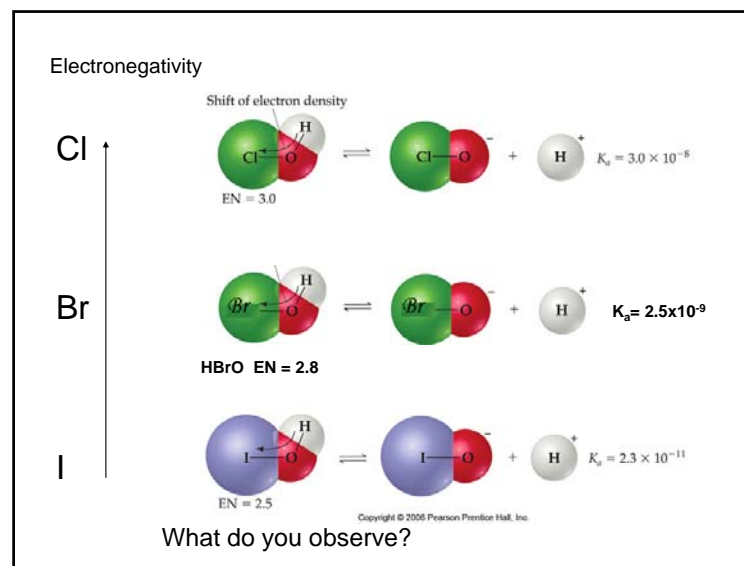 Electronegativity
Shift of electron density
Cl
H
Cl—O
EN = 3.0
⇌
Cl—O
−
+
H
+
Kₐ = 3.0 × 10⁻⁸
Br
H
Br—O
HBrO EN = 2.8
⇌
Br—O
−
+
H
+
Kₐ= 2.5x10⁻⁹
I
H
I—O
EN = 2.5
⇌
I—O
−
+
H
+
Kₐ = 2.3 × 10⁻¹¹
Copyright © 2006 Pearson Prentice Hall, Inc.
What do you observe?